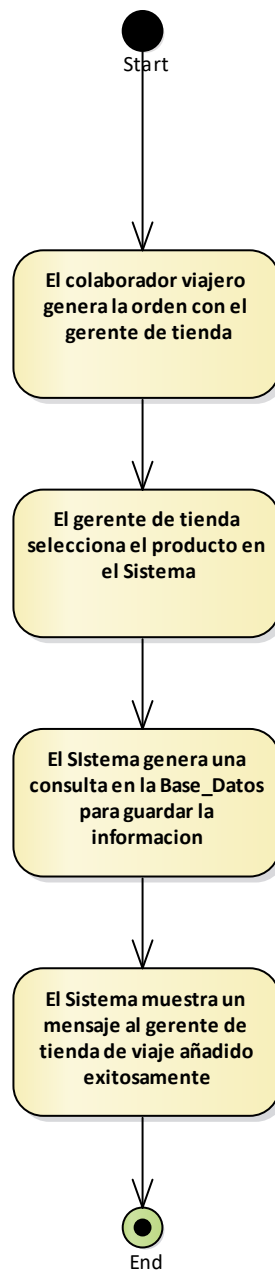 Start
El colaborador viajero
genera la orden con el
gerente de tienda
El gerente de tienda
selecciona el producto en
el Sistema
El SIstema genera una
consulta en la Base_Datos
para guardar la
informacion
El Sistema muestra un
mensaje al gerente de
tienda de viaje añadido
exitosamente
End